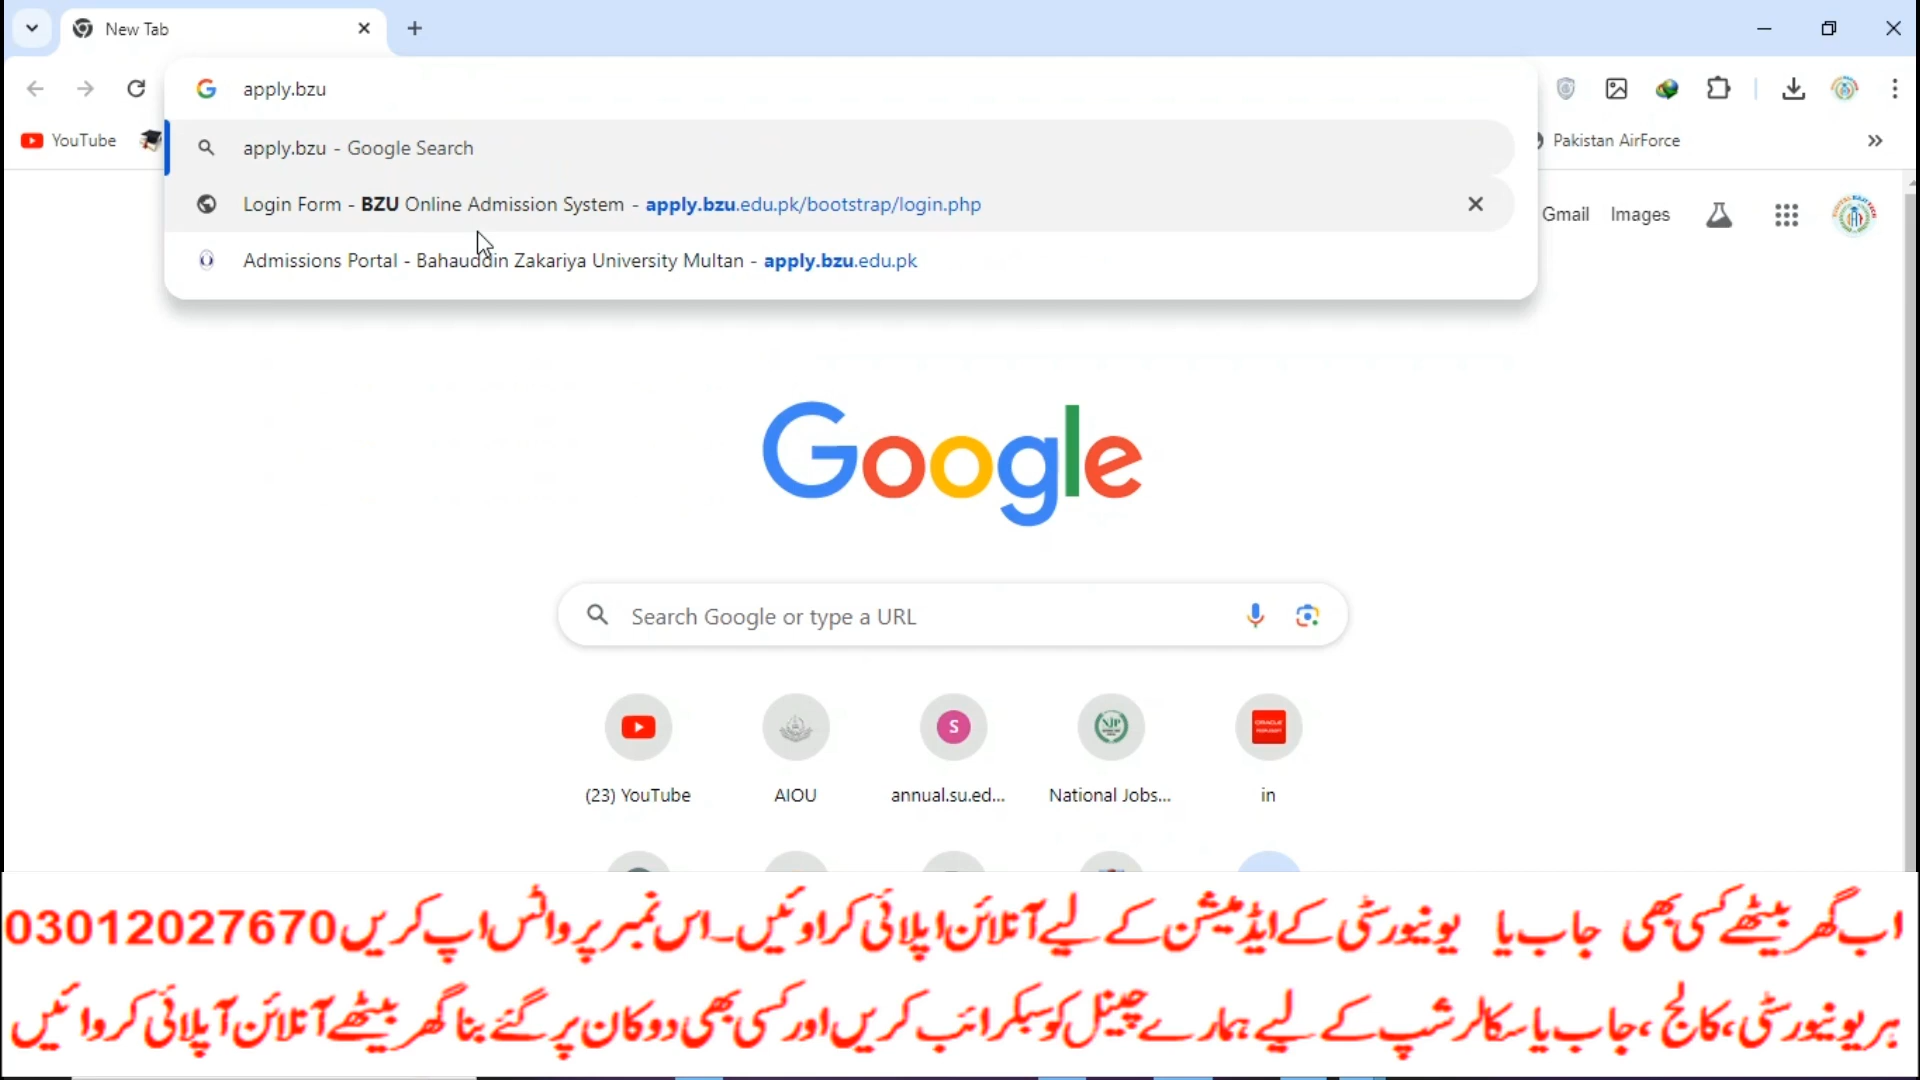 New Tab
apply.bzu
apply.bzu - Google Search
YouTube
Pakistan AirForce
Login Form - BZU Online Admission System - apply.bzu.edu.pk/bootstrap/login.php
Gmail Images
Admissions Portal - Bahauddin Zakariya University Multan - apply.bzu.edu.pk
Google
Search Google or type a URL
S
NJP
ORACLE
(23) YouTube
AIOU
annual.su.ed...
National Jobs...
in
اب گھر بیٹھے کسی بھی جاب یا یونیورسٹی کے ایڈمیشن کے لیے آنلائن اپلائی کراوئیں۔اس نمبر پر واٹس اپ کریں 03012027670
ہر یونیورسٹی،کالج ،جاب یا سکالرشپ کے لیے ہمارے چینل کو سبکرائب کریں اور کسی بھی دوکان پر گئے بنا گھر بیٹھے آنلائن آپلائی کروائیں